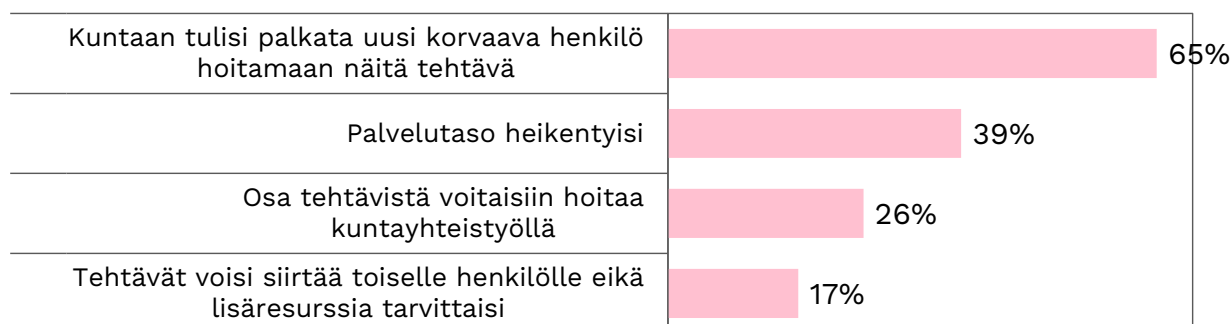 Kuntaan tulisi palkata uusi korvaava henkilö
hoitamaan näitä tehtävä
65%
Palvelutaso heikentyisi
39%
Osa tehtävistä voitaisiin hoitaa
kuntayhteistyöllä
26%
Tehtävät voisi siirtää toiselle henkilölle eikä
lisäresurssia tarvittaisi
17%